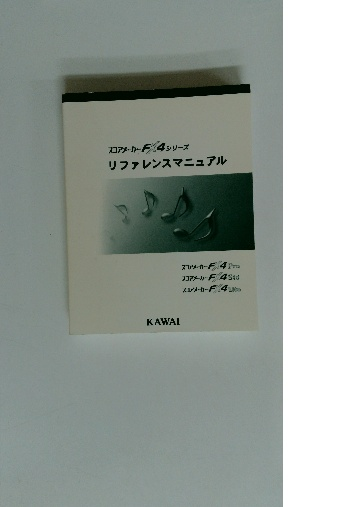 スコアメーカーFX4シリーズ
リファレンスマニュアル
スコアメーカーFX4 Pro
スコアメーカーFX4 Std
スコアメーカーFX4 Lite
KAWAI